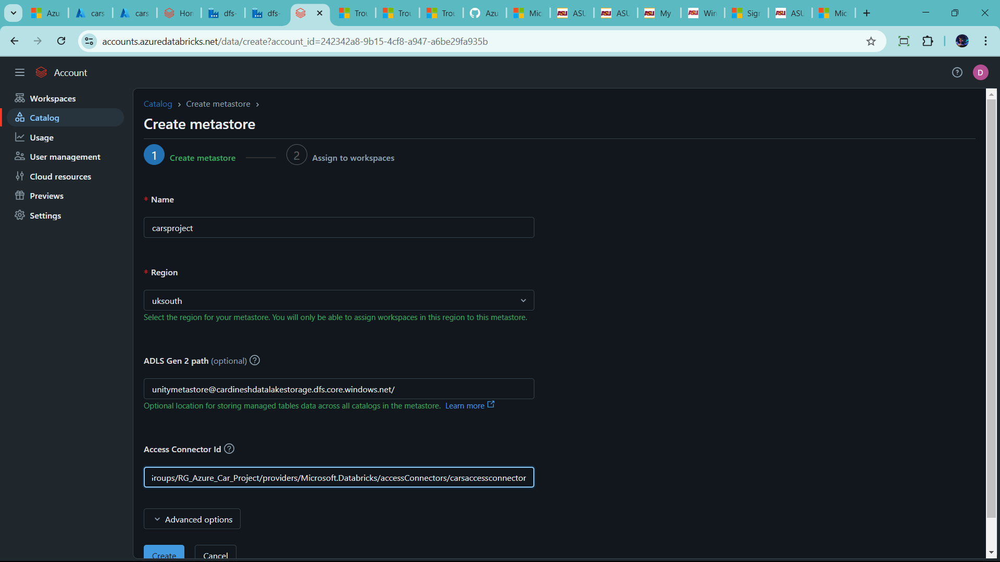 Azu
cars
cars
Hon
dfs-
dfs-
Trou
Trou
Trou
Azu
Mic
ASU
ASU
My
Win
Sign
ASU
Mic
accounts.azuredatabricks.net/data/create?account_id=242342a8-9b15-4cf8-a947-a6be29fa935b
Account
D
Workspaces
Catalog
Usage
User management
Cloud resources
Previews
Settings
Catalog > Create metastore >
Create metastore
1 Create metastore
2 Assign to workspaces
* Name
carsproject
* Region
uksouth
Select the region for your metastore. You will only be able to assign workspaces in this region to this metastore.
ADLS Gen 2 path (optional) ?
unitymetastore@cardineshdatalakestorage.dfs.core.windows.net/
Optional location for storing managed tables data across all catalogs in the metastore. Learn more
Access Connector Id ?
Groups/RG_Azure_Car_Project/providers/Microsoft.Databricks/accessConnectors/carsaccessconnector
Advanced options
Create
Cancel